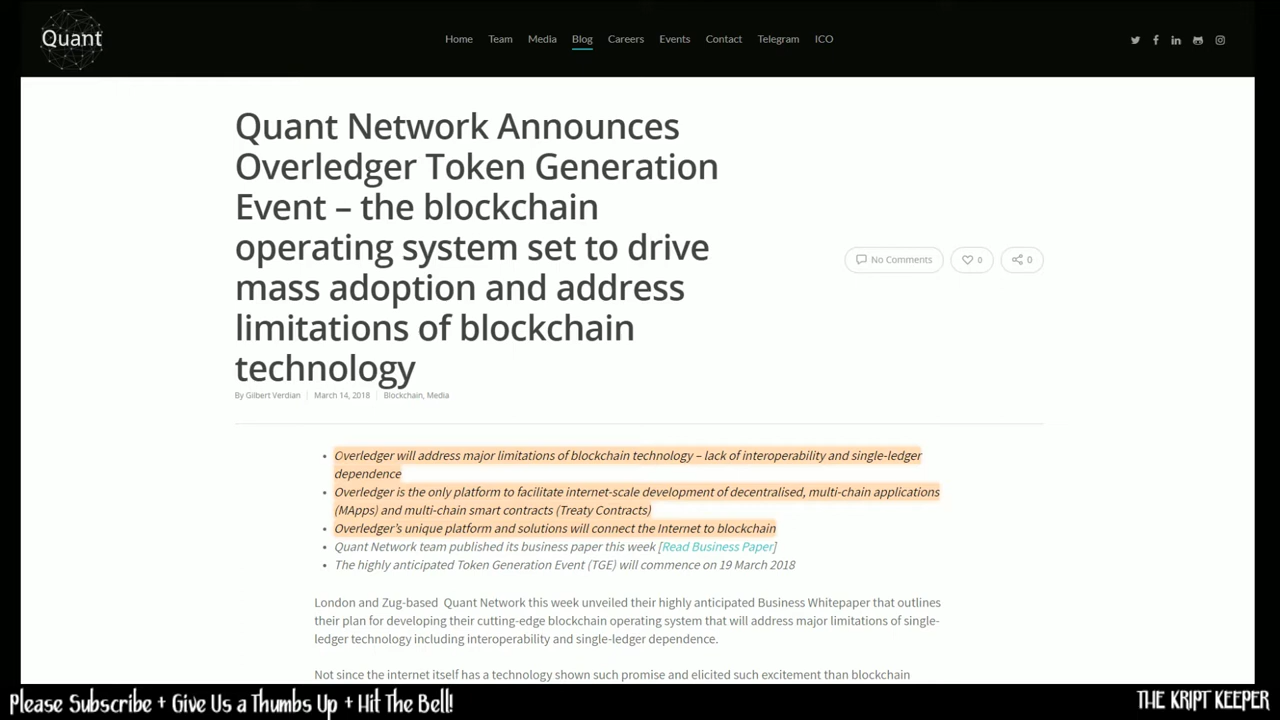 Quant
Home Team Media Blog Careers Events Contact Telegram ICO
Quant Network Announces
Overledger Token Generation
Event – the blockchain
operating system set to drive
mass adoption and address
limitations of blockchain
technology
No Comments 0 0
By Gilbert Verdian March 14, 2018 Blockchain, Media
• Overledger will address major limitations of blockchain technology – lack of interoperability and single-ledger
dependence
• Overledger is the only platform to facilitate internet-scale development of decentralised, multi-chain applications
(MApps) and multi-chain smart contracts (Treaty Contracts)
• Overledger’s unique platform and solutions will connect the Internet to blockchain
• Quant Network team published its business paper this week [Read Business Paper]
• The highly anticipated Token Generation Event (TGE) will commence on 19 March 2018
London and Zug-based Quant Network this week unveiled their highly anticipated Business Whitepaper that outlines
their plan for developing their cutting-edge blockchain operating system that will address major limitations of single-
ledger technology including interoperability and single-ledger dependence.
Not since the internet itself has a technology shown such promise and elicited such excitement than blockchain
Please Subscribe + Give Us a Thumbs Up + Hit The Bell!
THE KRIPT KEEPER